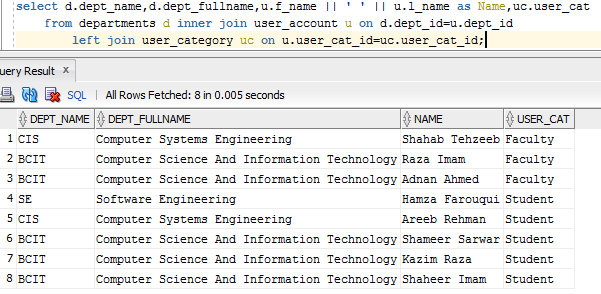 select d.dept_name,d.dept_fullname,u.f_name || ' ' || u.l_name as Name,uc.user_cat
from departments d inner join user_account u on d.dept_id=u.dept_id
left join user_category uc on u.user_cat_id=uc.user_cat_id;
uery Result x
SQL | All Rows Fetched: 8 in 0.005 seconds
DEPT_NAME DEPT_FULLNAME NAME USER_CAT
1 CIS Computer Systems Engineering Shahab Tehzeeb Faculty
2 BCIT Computer Science And Information Technology Raza Imam Faculty
3 BCIT Computer Science And Information Technology Adnan Ahmed Faculty
4 SE Software Engineering Hamza Farouqui Student
5 CIS Computer Systems Engineering Areeb Rehman Student
6 BCIT Computer Science And Information Technology Shameer Sarwar Student
7 BCIT Computer Science And Information Technology Kazim Raza Student
8 BCIT Computer Science And Information Technology Shaheer Imam Student